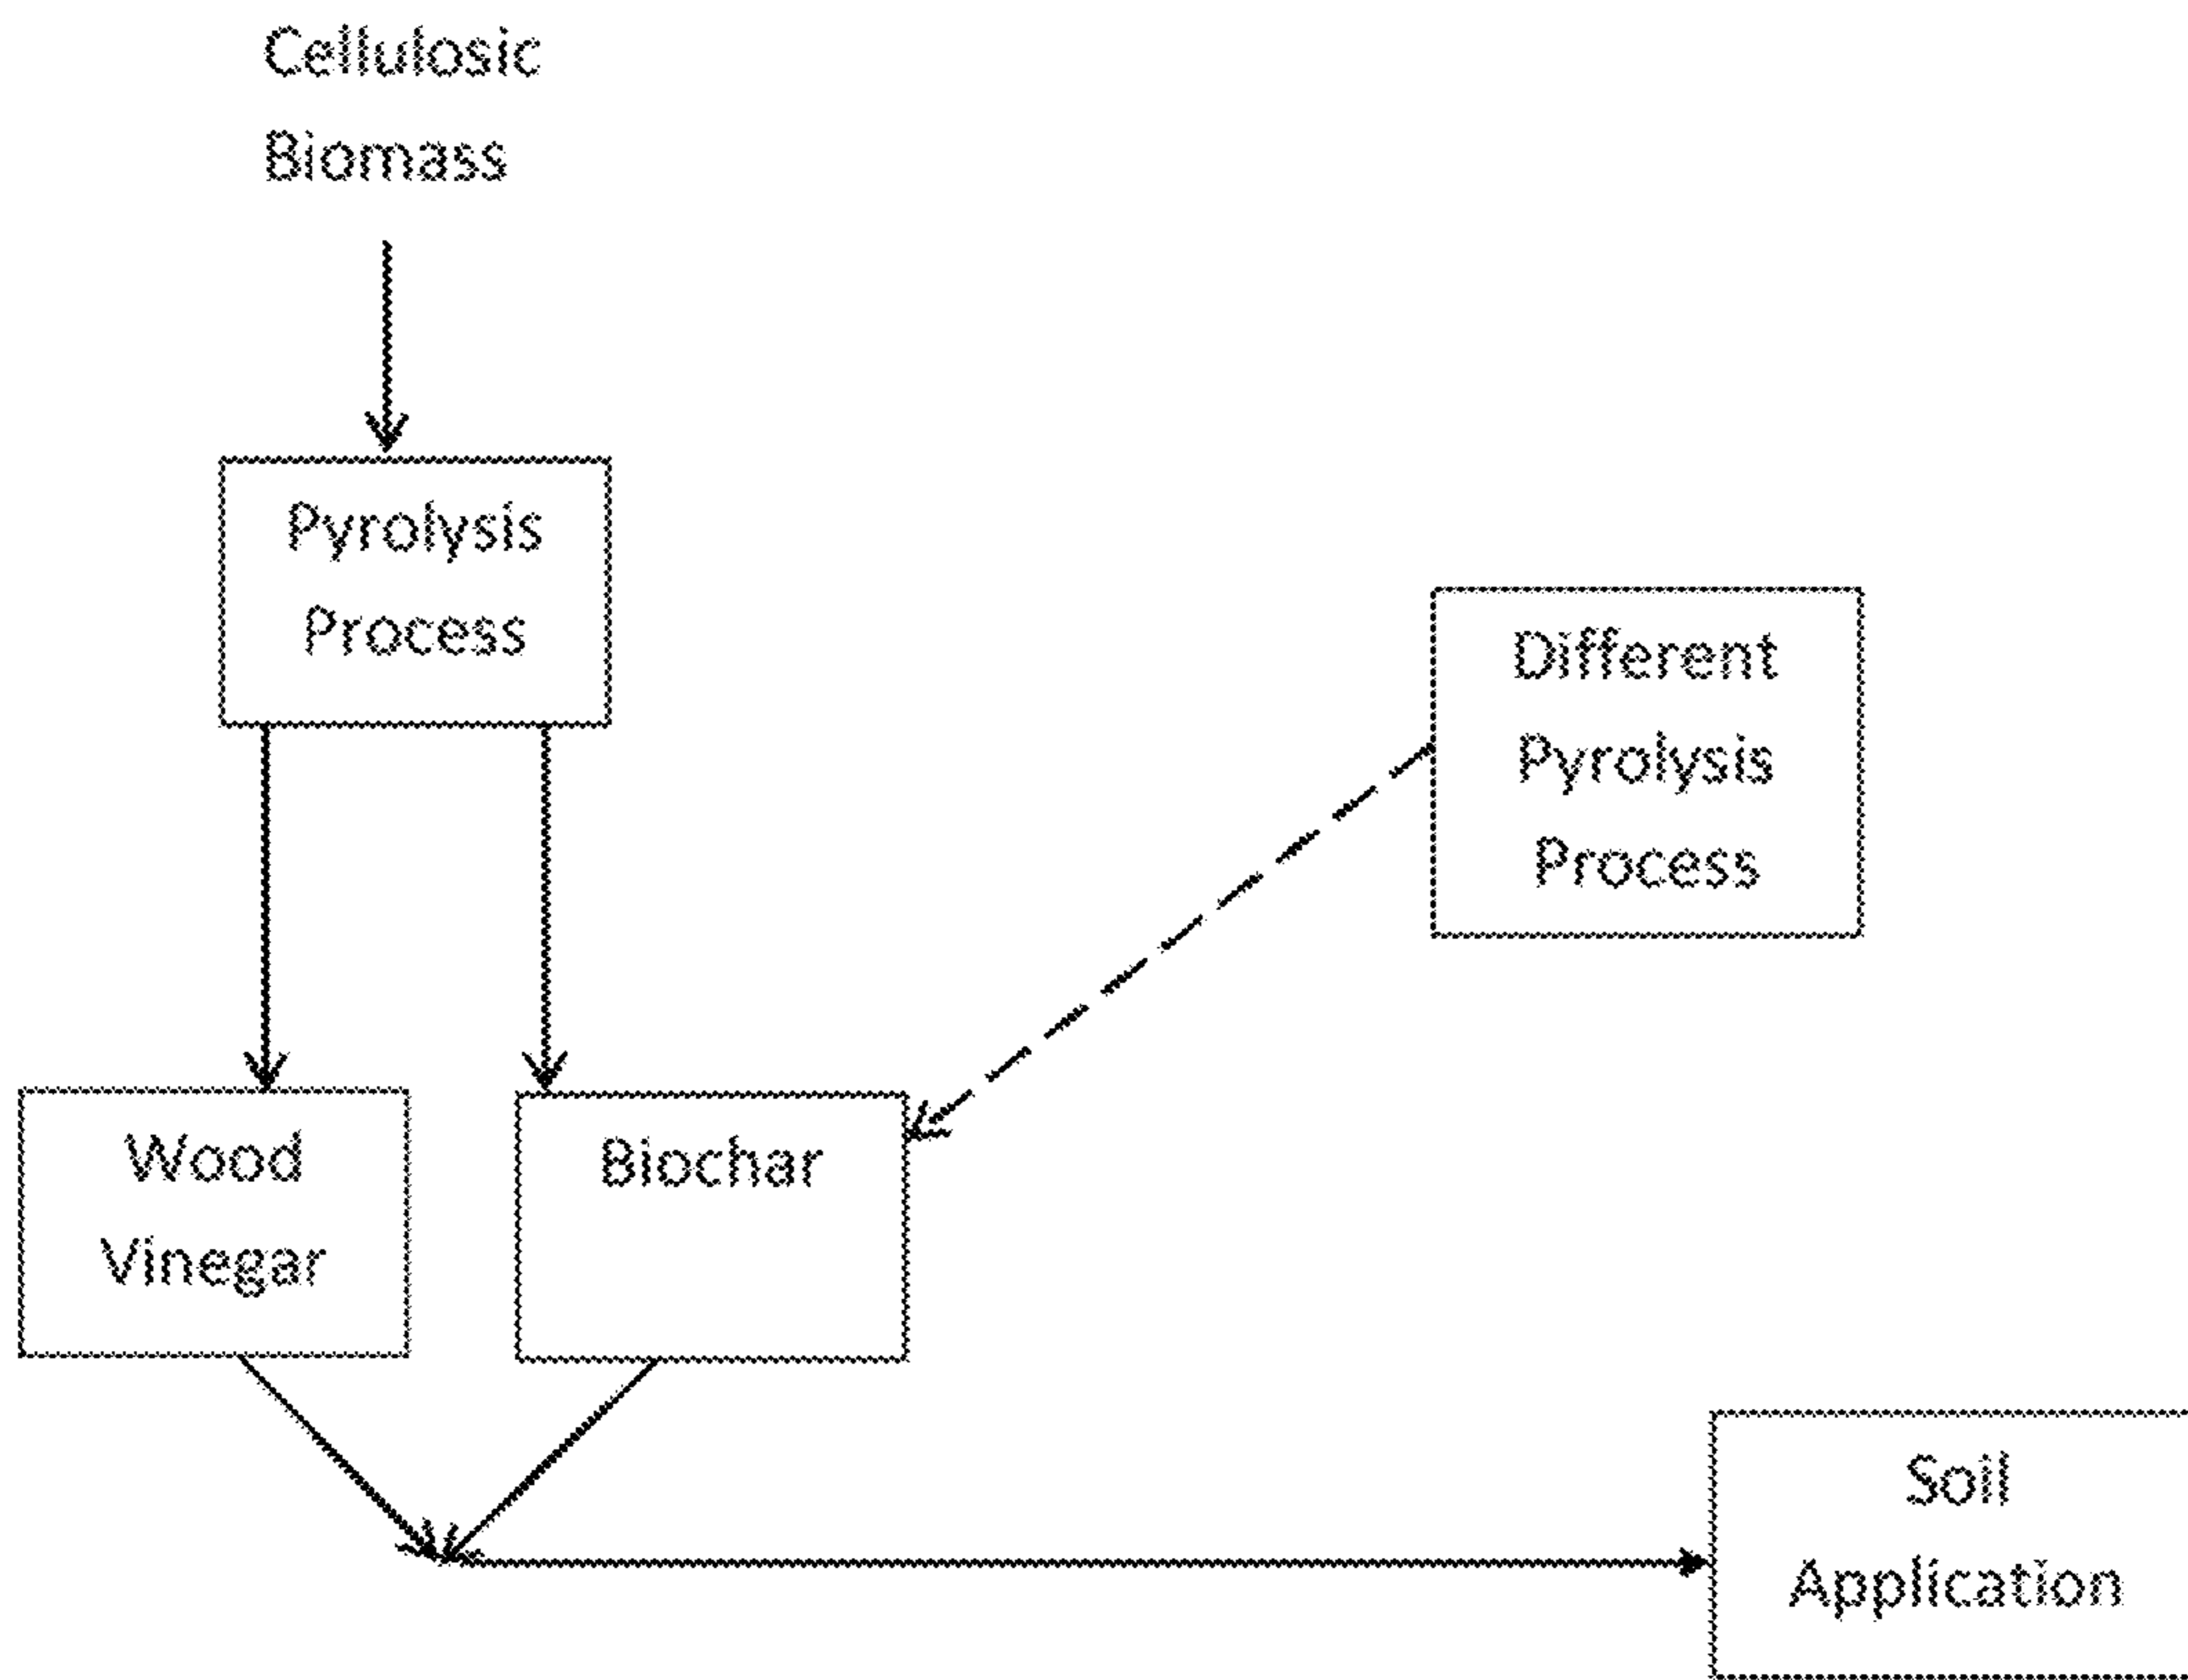 Cellulosic
Biomass
Pyrolysis
Process
Different
Pyrolysis
Process
Wood
Vinegar
Biochar
Soil
Application